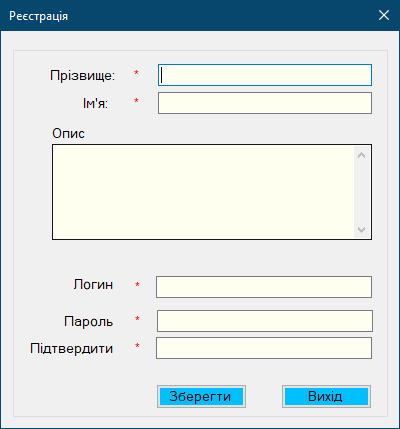 Реєстрація
Прізвище: *
Ім'я: *
Опис
Логин *
Пароль *
Підтвердити *
Зберегти Вихід